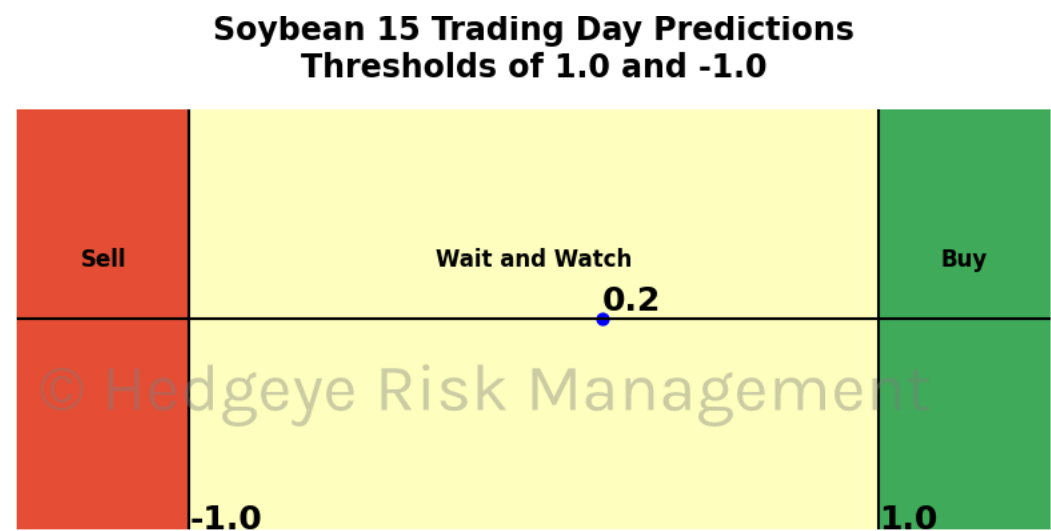 Soybean 15 Trading Day Predictions
Thresholds of 1.0 and -1.0
Sell
Wait and Watch
Buy
0.2
© Hedgeye Risk Management
-1.0
1.0